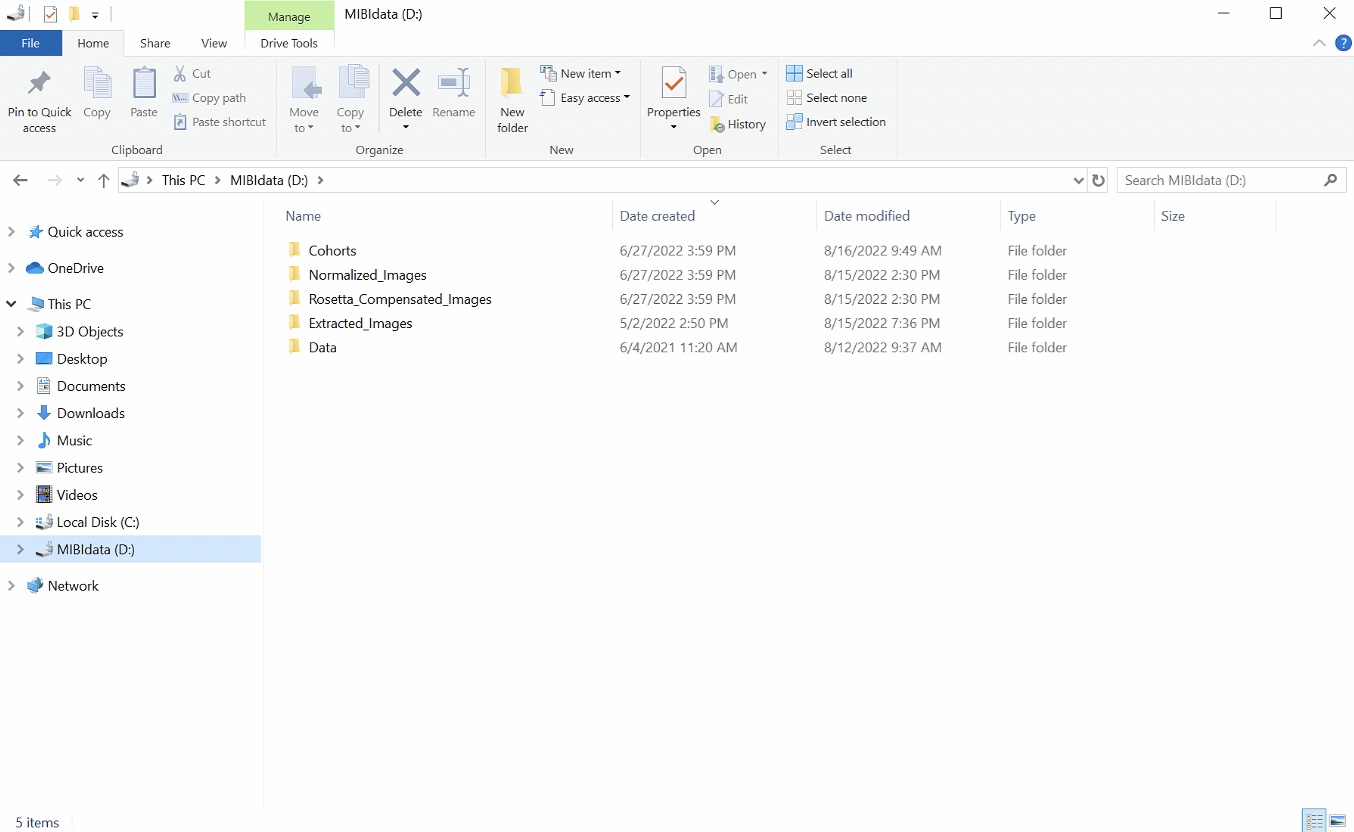 Manage MIBIdata (D:)
File Home Share View Drive Tools
Pin to Quick access
Copy
Paste
Cut
Copy path
Paste shortcut
Clipboard
Move to
Copy to
Delete
Rename
Organize
New folder
New item
Easy access
New
Properties
Open
Edit
History
Open
Select all
Select none
Invert selection
Select
This PC MIBIdata (D:)
Search MIBIdata (D:)
Quick access
OneDrive
This PC
3D Objects
Desktop
Documents
Downloads
Music
Pictures
Videos
Local Disk (C:)
MIBIdata (D:)
Network
Name Date created Date modified Type Size
Cohorts 6/27/2022 3:59 PM 8/16/2022 9:49 AM File folder
Normalized_Images 6/27/2022 3:59 PM 8/15/2022 2:30 PM File folder
Rosetta_Compensated_Images 6/27/2022 3:59 PM 8/15/2022 2:30 PM File folder
Extracted_Images 5/2/2022 2:50 PM 8/15/2022 7:36 PM File folder
Data 6/4/2021 11:20 AM 8/12/2022 9:37 AM File folder
5 items